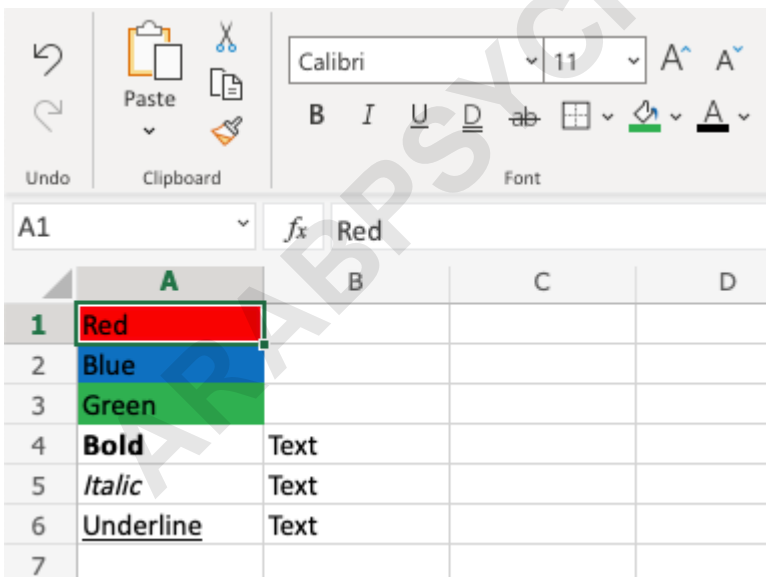 Calibri
11
A^ A˅
Paste
B I U D ab A
Undo
Clipboard
Font
A1
fx Red
A B C D
1 Red
2 Blue
3 Green
4 Bold Text
5 Italic Text
6 Underline Text
7
ARABPSYCH